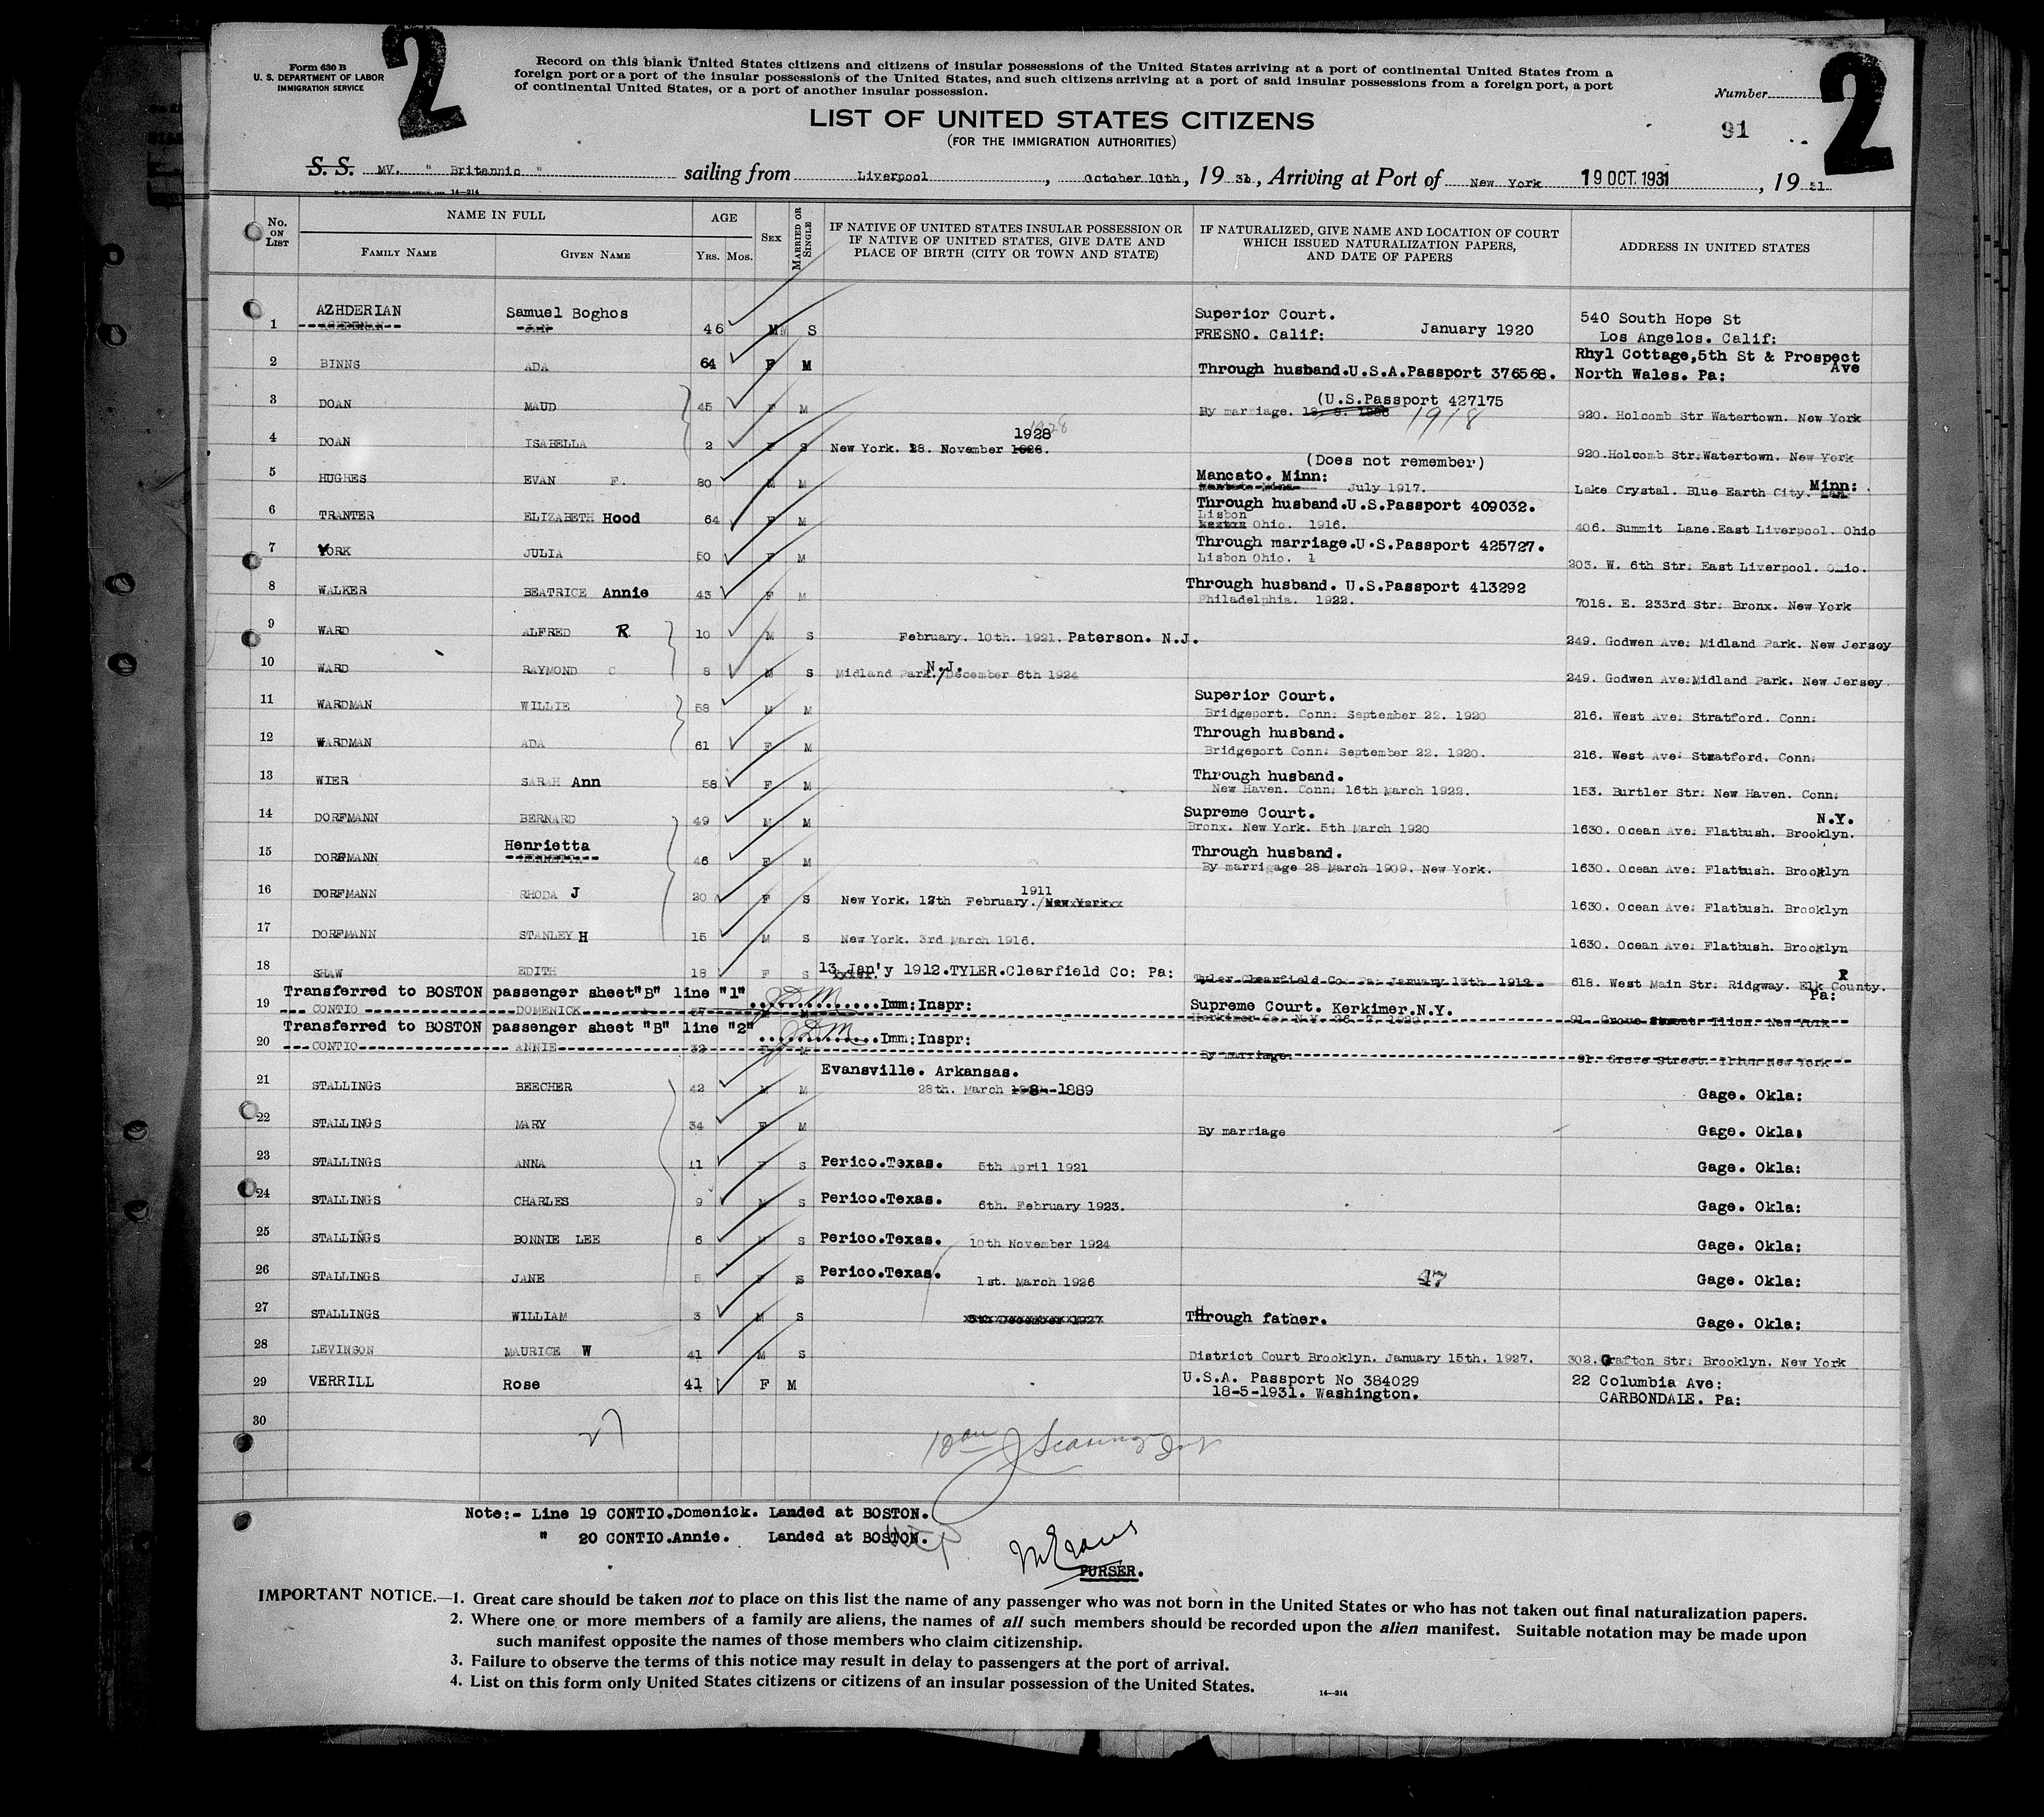 2
2
Form 630 B
U. S. DEPARTMENT OF LABOR
IMMIGRATION SERVICE
Record on this blank United States citizens and citizens of insular possessions of the United States arriving at a port of continental United States from a
foreign port or a port of the insular possessions of the United States, and such citizens arriving at a port of said insular possessions from a foreign port, a port
of continental United States, or a port of another insular possession.
Number
91
LIST OF UNITED STATES CITIZENS
(FOR THE IMMIGRATION AUTHORITIES)
S. S. MV. " Britannic " sailing from Liverpool, October 10th, 19 31, Arriving at Port of New York 19 OCT. 1931, 19 31
14—214
No. ON LIST
NAME IN FULL
FAMILY NAME
GIVEN NAME
AGE
YRS. MOS.
SEX
MARRIED OR SINGLE
IF NATIVE OF UNITED STATES INSULAR POSSESSION OR
IF NATIVE OF UNITED STATES, GIVE DATE AND
PLACE OF BIRTH (CITY OR TOWN AND STATE)
IF NATURALIZED, GIVE NAME AND LOCATION OF COURT
WHICH ISSUED NATURALIZATION PAPERS,
AND DATE OF PAPERS
ADDRESS IN UNITED STATES
AZHDERIAN Samuel Boghos Superior Court. 540 South Hope St
1 46 M S FRESNO. Calif: January 1920 Los Angelos. Calif:
Rhyl Cottage,5th St & Prospect
2 BINNS ADA 64 F M Through husband.U.S.A.Passport 376568. North Wales. Pa: Ave
(U.S.Passport 427175
3 DOAN MAUD 45 F M By marriage. 1918 920. Holcomb Str Watertown. New York
1928
1928
4 DOAN ISABELLA 2 F S New York. 28. November 920.Holcomb Str:Watertown. New York
(Does not remember)
5 HUGHES EVAN F. 80 M M Mancato. Minn: July 1917. Lake Crystal. Blue Earth City. Minn:
Through husband.U.S.Passport 409032.
6 TRANTER ELIZABETH Hood 64 F M Lisbon Ohio. 1916. 406. Summit Lane.East Liverpool. Ohio
Through marriage.U.S.Passport 425727.
7 YORK JULIA 50 F M Lisbon Ohio. 1 203. W. 6th Str: East Liverpool. Ohio.
Through husband. U.S.Passport 413292
8 WALKER BEATRICE Annie 43 F M Philadelphia. 1922. 7018. E. 233rd Str: Bronx. New York
9 WARD ALFRED R 10 M S February. 10th. 1921. Paterson. N.J. 249. Godwen Ave: Midland Park. New Jersey
N.J.
10 WARD RAYMOND C 8 M S Midland Park./December 6th 1924 249. Godwen Ave:Midland Park. New Jersey
Superior Court.
11 WARDMAN WILLIE 58 M M Bridgeport. Conn: September 22. 1920 216. West Ave: Stratford. Conn:
Through husband.
12 WARDMAN ADA 61 F M Bridgeport Conn: September 22. 1920. 216. West Ave: Stratford. Conn:
Through husband.
13 WIER SARAH Ann 58 F M New Haven. Conn: 16th March 1922. 153. Burtler Str: New Haven. Conn:
Supreme Court. N.Y.
14 DORFMANN BERNARD 49 M M Bronx. New York. 5th March 1920 1630. Ocean Ave: Flatbush. Brooklyn.
Henrietta Through husband.
15 DORFMANN 46 F M By marrigage 28 March 1909. New York. 1630. Ocean Ave: Flatbush. Brooklyn
1911
16 DORFMANN RHODA J 20 F S New York. 12th February./ 1630. Ocean Ave: Flatbush. Brooklyn
17 DORFMANN STANLEY H 15 M S New York. 3rd March 1916. 1630. Ocean Ave: Flatbush. Brooklyn
18 SHAW EDITH 18 F S 13 Jan'y 1912.TYLER.Clearfield Co: Pa: Tyler Clearfield Co: Pa: January 13th 1912. 618. West Main Str: Ridgway. Elk County. Pa:
Transferred to BOSTON passenger sheet"B" line "1" Imm:Inspr: Supreme Court. Kerkimer.N.Y.
19 CONTIO DOMENICK 37 M M 91. Grove Street. Ilion. New York
Transferred to BOSTON passenger sheet "B" line "2" Imm:Inspr:
20 CONTIO ANNIE 32 F M By marriage. 91. Grove Street. Ilion New York
Evansville. Arkansas.
21 STALLINGS BEECHER 42 M M 28th. March 1889 Gage. Okla:
22 STALLINGS MARY 34 F M By marriage Gage. Okla:
23 STALLINGS ANNA 11 F S Perico.Texas. 5th April 1921 Gage. Okla:
24 STALLINGS CHARLES 9 M S Perico.Texas. 6th. February 1923. Gage. Okla:
25 STALLINGS BONNIE LEE 6 M S Perico.Texas. 10th November 1924 Gage. Okla:
26 STALLINGS JANE 5 F S Perico.Texas. 1st. March 1926 47 Gage. Okla:
27 STALLINGS WILLIAM 3 M S Through father. Gage. Okla:
28 LEVINSON MAURICE W 41 M S District Court Brooklyn. January 15th. 1927. 302.Grafton Str: Brooklyn. New York
29 VERRILL Rose 41 F M U.S.A. Passport No 384029 22 Columbia Ave:
18-5-1931. Washington. CARBONDALE. Pa:
30
Note:- Line 19 CONTIO.Domenick. Landed at BOSTON.
" 20 CONTIO.Annie. Landed at BOSTON.
PURSER.
IMPORTANT NOTICE.—1. Great care should be taken not to place on this list the name of any passenger who was not born in the United States or who has not taken out final naturalization papers.
2. Where one or more members of a family are aliens, the names of all such members should be recorded upon the alien manifest. Suitable notation may be made upon
such manifest opposite the names of those members who claim citizenship.
3. Failure to observe the terms of this notice may result in delay to passengers at the port of arrival.
4. List on this form only United States citizens or citizens of an insular possession of the United States.
14—214